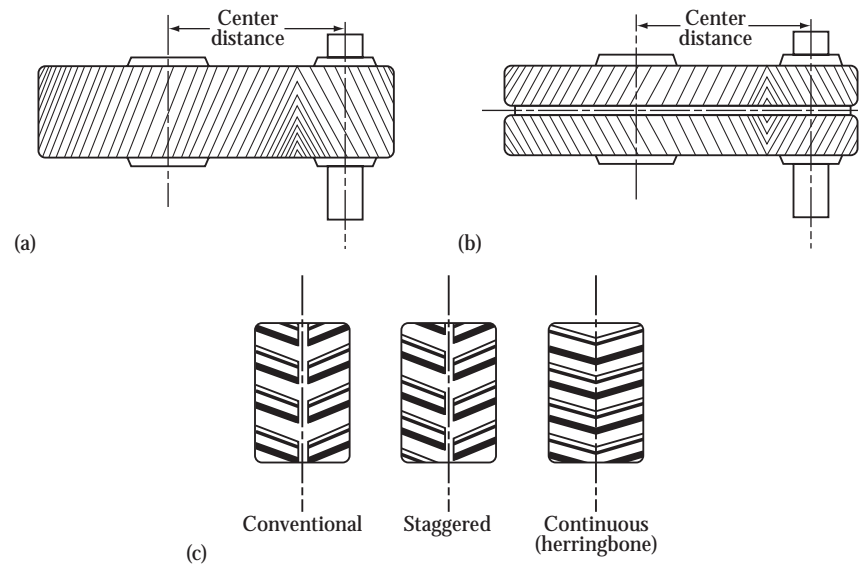 Center
distance
Center
distance
(a)
(b)
Conventional
Staggered
Continuous
(herringbone)
(c)